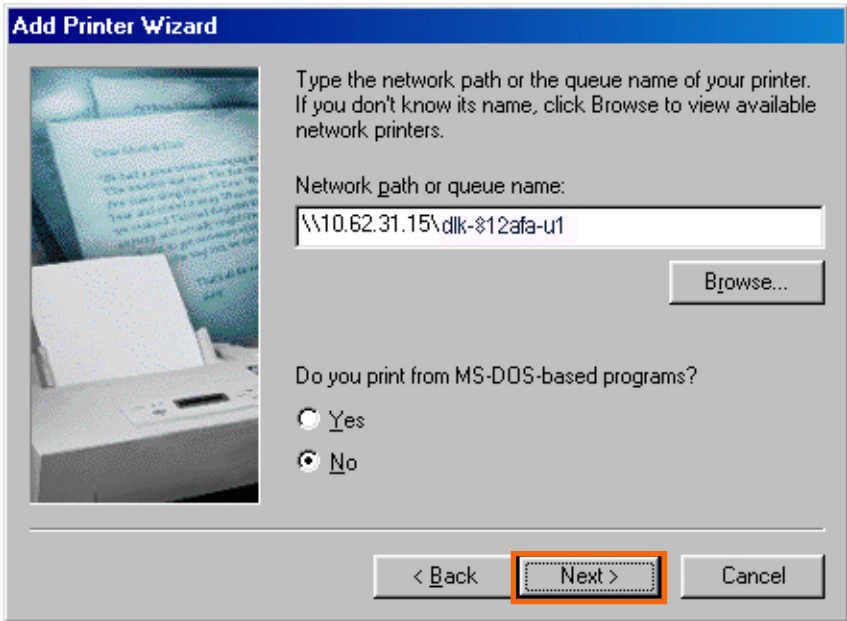 Add Printer Wizard
Type the network path or the queue name of your printer.
If you don't know its name, click Browse to view available
network printers.
Network path or queue name:
\\10.62.31.15\dlk-812afa-u1
Browse...
Do you print from MS-DOS-based programs?
Yes
No
< Back
Next >
Cancel